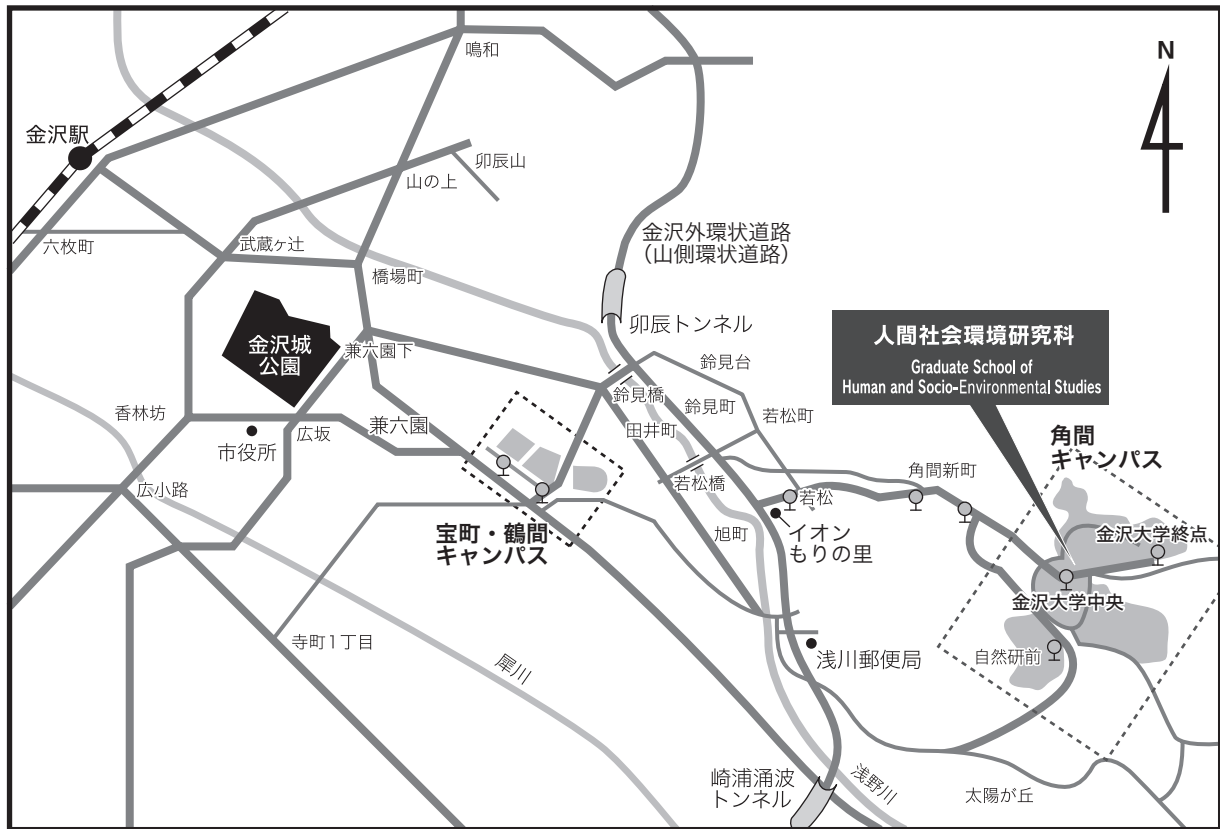 鳴和
N
金沢駅
卯辰山
山の上
金沢外環状道路
(山側環状道路)
六枚町
武蔵ヶ辻
橋場町
卯辰トンネル
人間社会環境研究科
Graduate School of
Human and Socio-Environmental Studies
金沢城
公園
兼六園下
鈴見台
鈴見橋
鈴見町
若松町
香林坊
市役所
広坂
兼六園
田井町
角間
キャンパス
角間新町
若松橋
若松
広小路
宝町・鶴間
キャンパス
旭町
イオン
もりの里
金沢大学終点
金沢大学中央
寺町1丁目
犀川
浅川郵便局
自然研前
崎浦涌波
トンネル
浅野川
太陽が丘